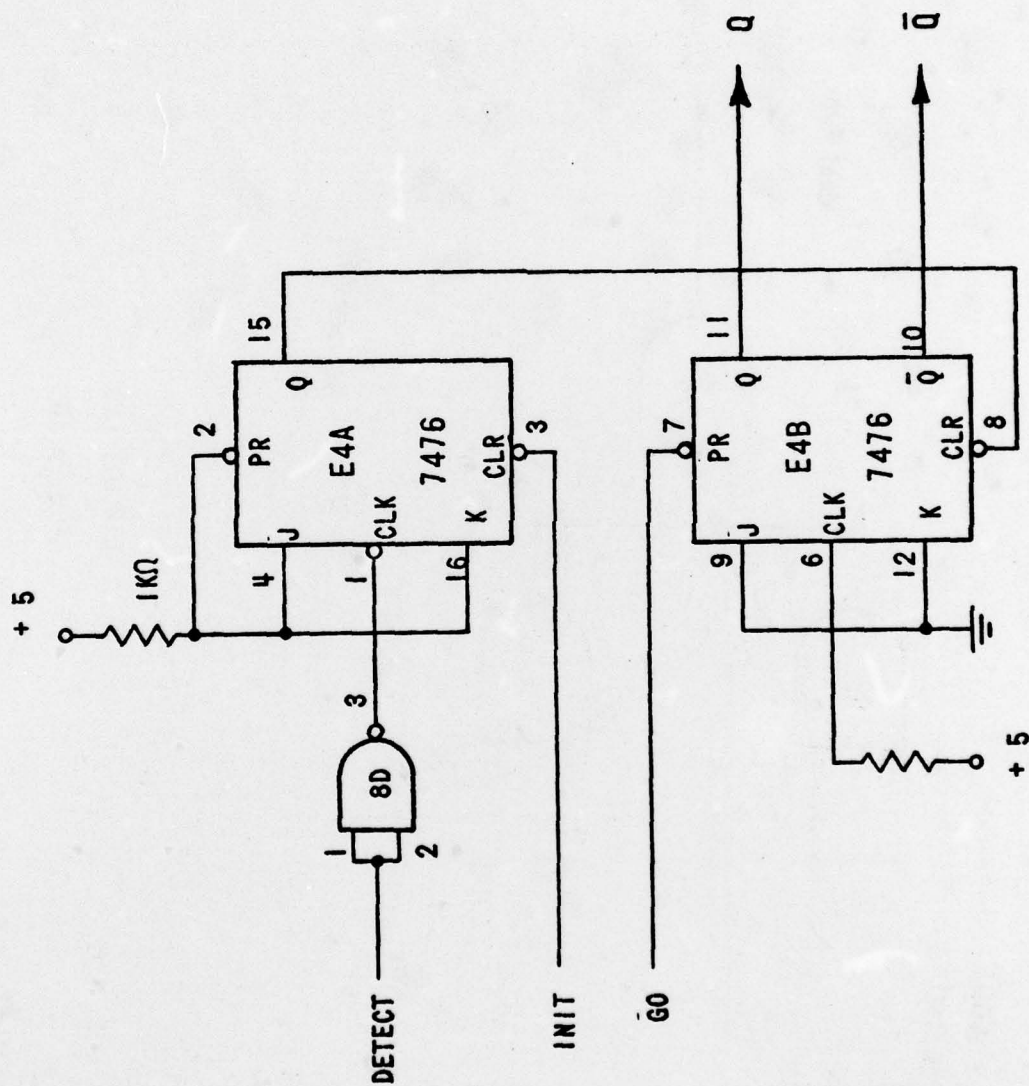 + 5
1KΩ
2
PR
15
4
J
Q
E4A
DETECT
1
2
8D
3
1
CLK
7476
16
K
CLR
3
INIT
GO
7
PR
9
J
Q
11
Q
E4B
6
CLK
7476
12
K
Q̅
10
Q̅
CLR
8
+ 5